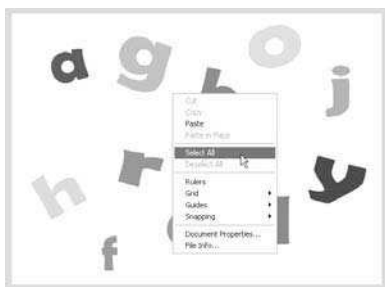 a g o
h j
Cut
Copy
Paste
Paste in Place
Select All
Deselect All
h r y
Rulers
Grid
Guides
Snapping
f l
Document Properties...
File Info...